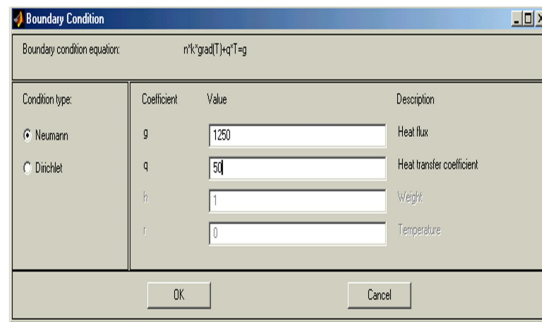 Boundary Condition
Boundary condition equation: n*k*grad(T)+q*T=g
Condition type: Coefficient Value Description
Neumann g 1250 Heat flux
Dirichlet q 50 Heat transfer coefficient
h 1 Weight
r 0 Temperature
OK Cancel